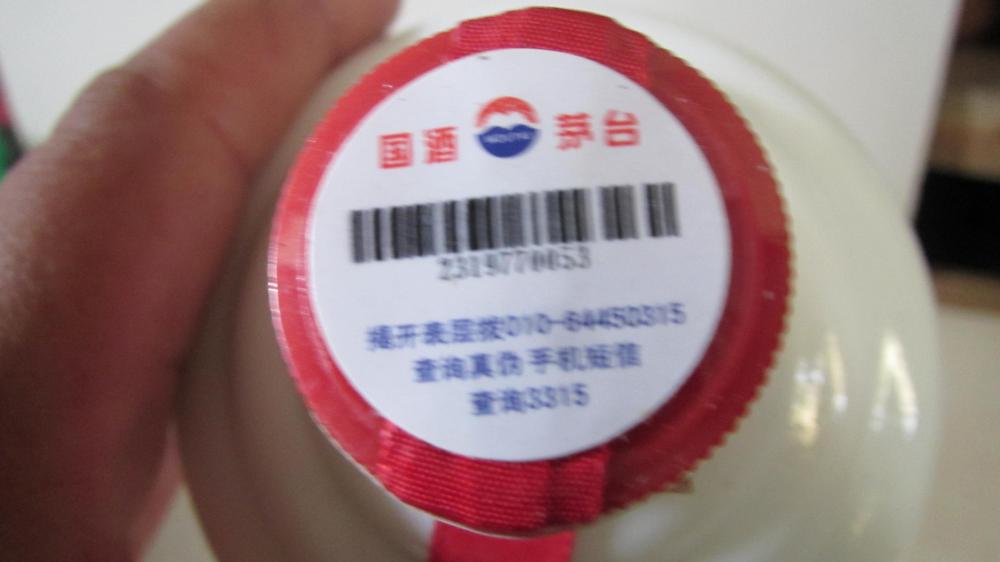 国酒 茅台
2319770053
揭开表层拨010-64450315
查询真伪 手机短信
查询3315